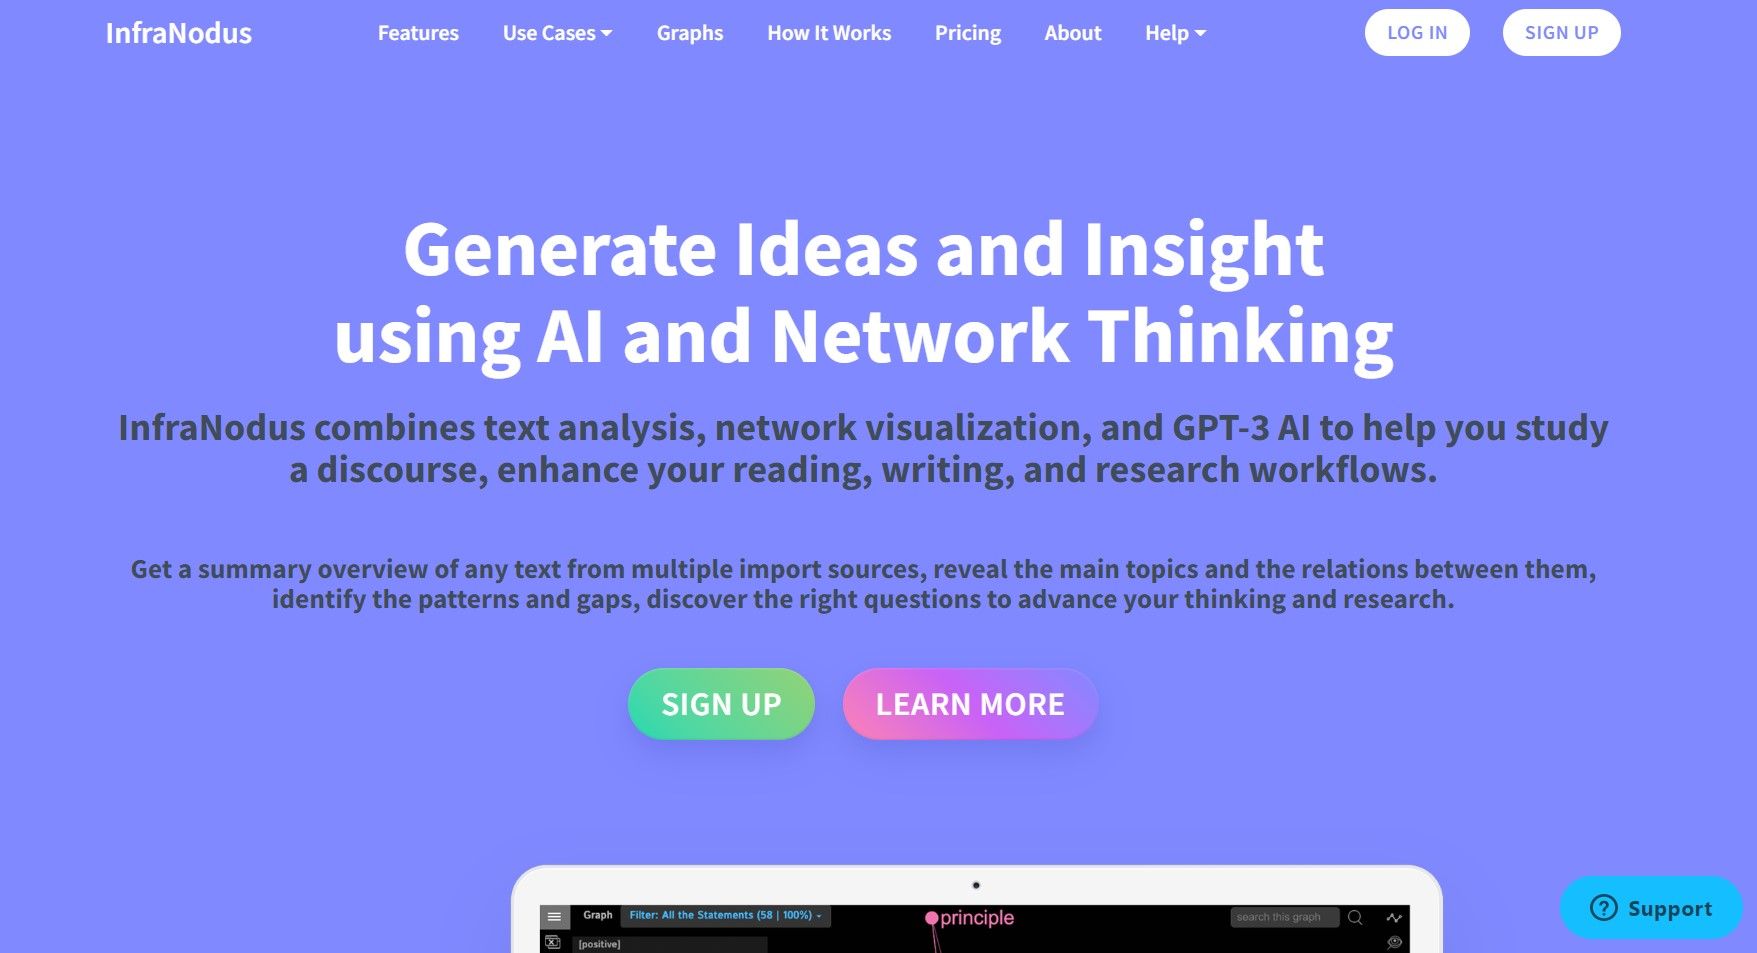 InfraNodus
Features
Use Cases
Graphs
How It Works
Pricing
About
Help
LOG IN
SIGN UP
Generate Ideas and Insight
using AI and Network Thinking
InfraNodus combines text analysis, network visualization, and GPT-3 AI to help you study
a discourse, enhance your reading, writing, and research workflows.
Get a summary overview of any text from multiple import sources, reveal the main topics and the relations between them,
identify the patterns and gaps, discover the right questions to advance your thinking and research.
SIGN UP
LEARN MORE
Graph
Filter: All the Statements (58 | 100%)
principle
search this graph
[positive]
Support